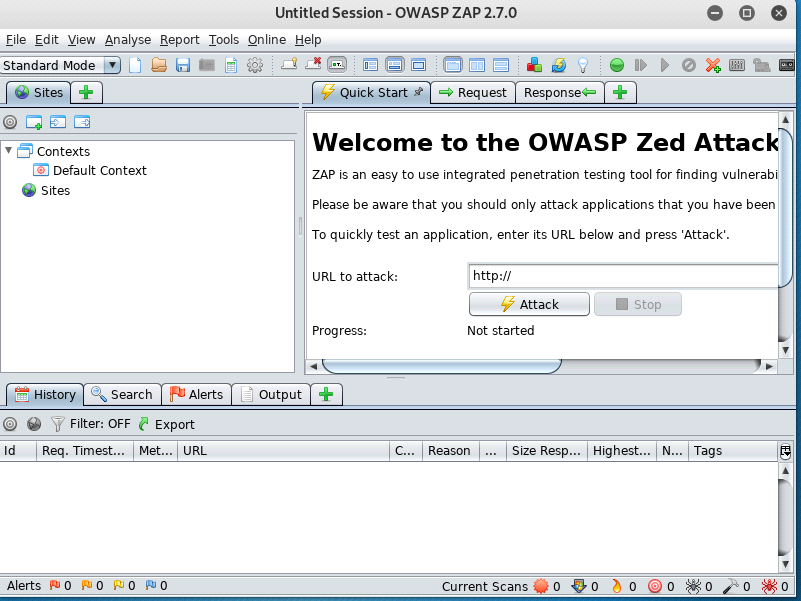 Untitled Session - OWASP ZAP 2.7.0
File Edit View Analyse Report Tools Online Help
Standard Mode
Sites
Quick Start Request Response
Contexts
Default Context
Sites
Welcome to the OWASP Zed Attack
ZAP is an easy to use integrated penetration testing tool for finding vulnerabi
Please be aware that you should only attack applications that you have been
To quickly test an application, enter its URL below and press 'Attack'.
URL to attack: http://
Attack Stop
Progress: Not started
History Search Alerts Output
Filter: OFF Export
Id Req. Timest... Met... URL C... Reason ... Size Resp... Highest... N... Tags
Alerts 0 0 0 0 Current Scans 0 0 0 0 0 0 0